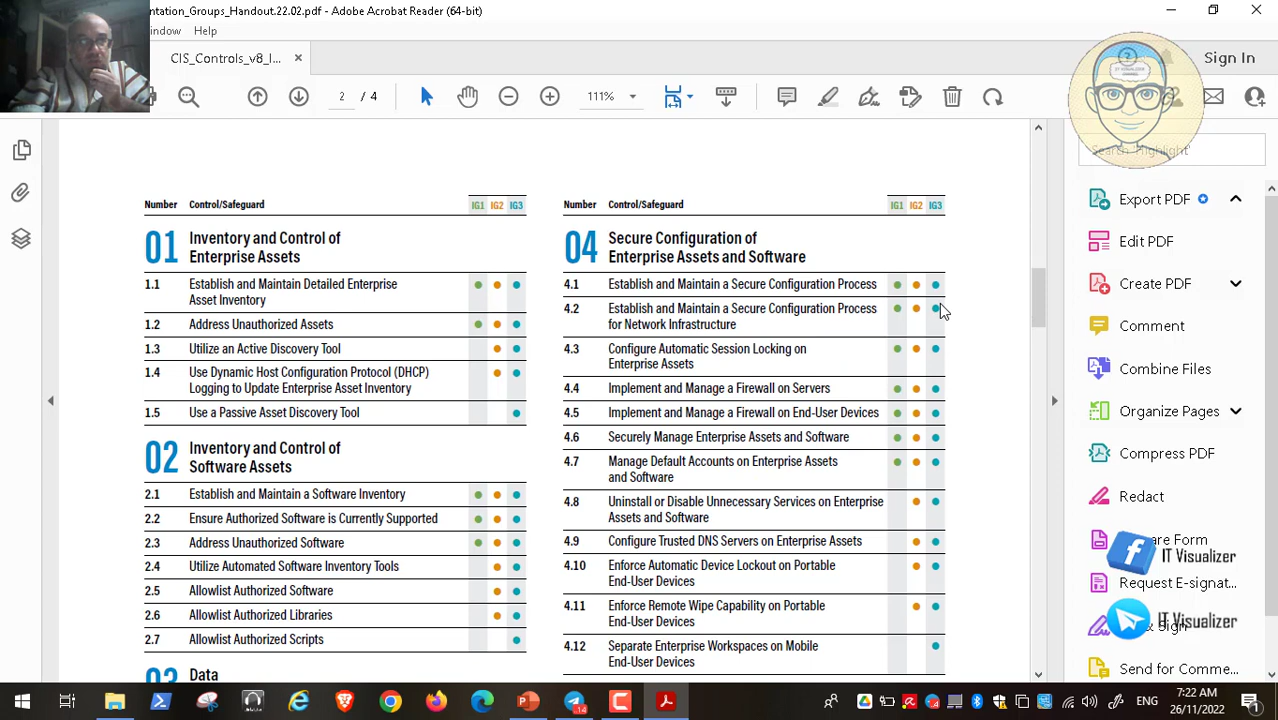 ntation_Groups_Handout.22.02.pdf - Adobe Acrobat Reader (64-bit)
indow Help
CIS_Controls_v8_I...
Sign In
2 / 4
111%
IT VISUALIZER
CHANNEL
Number Control/Safeguard IG1 IG2 IG3
01 Inventory and Control of
Enterprise Assets
1.1 Establish and Maintain Detailed Enterprise
Asset Inventory
1.2 Address Unauthorized Assets
1.3 Utilize an Active Discovery Tool
1.4 Use Dynamic Host Configuration Protocol (DHCP)
Logging to Update Enterprise Asset Inventory
1.5 Use a Passive Asset Discovery Tool
02 Inventory and Control of
Software Assets
2.1 Establish and Maintain a Software Inventory
2.2 Ensure Authorized Software is Currently Supported
2.3 Address Unauthorized Software
2.4 Utilize Automated Software Inventory Tools
2.5 Allowlist Authorized Software
2.6 Allowlist Authorized Libraries
2.7 Allowlist Authorized Scripts
03 Data
Number Control/Safeguard IG1 IG2 IG3
04 Secure Configuration of
Enterprise Assets and Software
4.1 Establish and Maintain a Secure Configuration Process
4.2 Establish and Maintain a Secure Configuration Process
for Network Infrastructure
4.3 Configure Automatic Session Locking on
Enterprise Assets
4.4 Implement and Manage a Firewall on Servers
4.5 Implement and Manage a Firewall on End-User Devices
4.6 Securely Manage Enterprise Assets and Software
4.7 Manage Default Accounts on Enterprise Assets
and Software
4.8 Uninstall or Disable Unnecessary Services on Enterprise
Assets and Software
4.9 Configure Trusted DNS Servers on Enterprise Assets
4.10 Enforce Automatic Device Lockout on Portable
End-User Devices
4.11 Enforce Remote Wipe Capability on Portable
End-User Devices
4.12 Separate Enterprise Workspaces on Mobile
End-User Devices
Search 'Highlight'
Export PDF
Edit PDF
Create PDF
Comment
Combine Files
Organize Pages
Compress PDF
Redact
Form
IT Visualizer
Request E-signat...
IT Visualizer
Send for Comme...
14
ENG
7:22 AM
26/11/2022
1